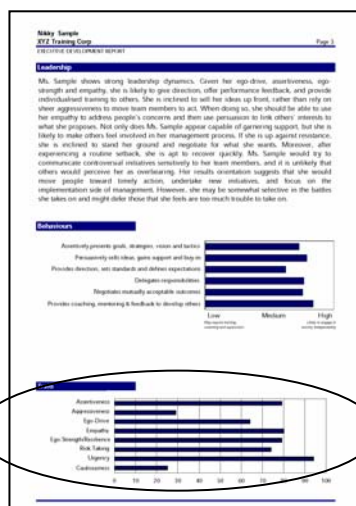 Nikky Sample
XYZ Training Corp
Page 3
EXECUTIVE DEVELOPMENT REPORT
Leadership
Ms. Sample shows strong leadership dynamics. Given her ego-drive, assertiveness, ego-
strength and empathy, she is likely to give direction, offer performance feedback, and provide
individualised training to others. She is inclined to sell her ideas up front, rather than rely on
sheer aggressiveness to move team members to act. When doing so, she should be able to use
her empathy to address people's concerns and then use persuasion to link others' interests to
what she proposes. Not only does Ms. Sample appear capable of garnering support, but she is
likely to make others feel involved in her management process. If she is up against resistance,
she is inclined to stand her ground and negotiate for what she wants. Moreover, after
experiencing a routine setback, she is apt to recover quickly. Ms. Sample would try to
communicate controversial initiatives sensitively to her team members, and it is unlikely that
others would perceive her as overbearing. Her results orientation suggests that she would
move people toward timely action, undertake new initiatives, and focus on the
implementation side of management. However, she may be somewhat selective in the battles
she takes on and might defer those that she feels are too much trouble to take on.
Behaviours
Assertively presents goals, strategies, vision and tactics
Persuasively sells ideas, gains support and buy-in
Provides direction, sets standards and defines expectations
Delegates responsibilities
Negotiates mutually acceptable outcomes
Provides coaching, mentoring & feedback to develop others
Low Medium High
Assertiveness
Aggressiveness
Ego-Drive
Empathy
Ego-Strength/Resilience
Risk Taking
Urgency
Cautiousness
0 10 20 30 40 50 60 70 80 90 100